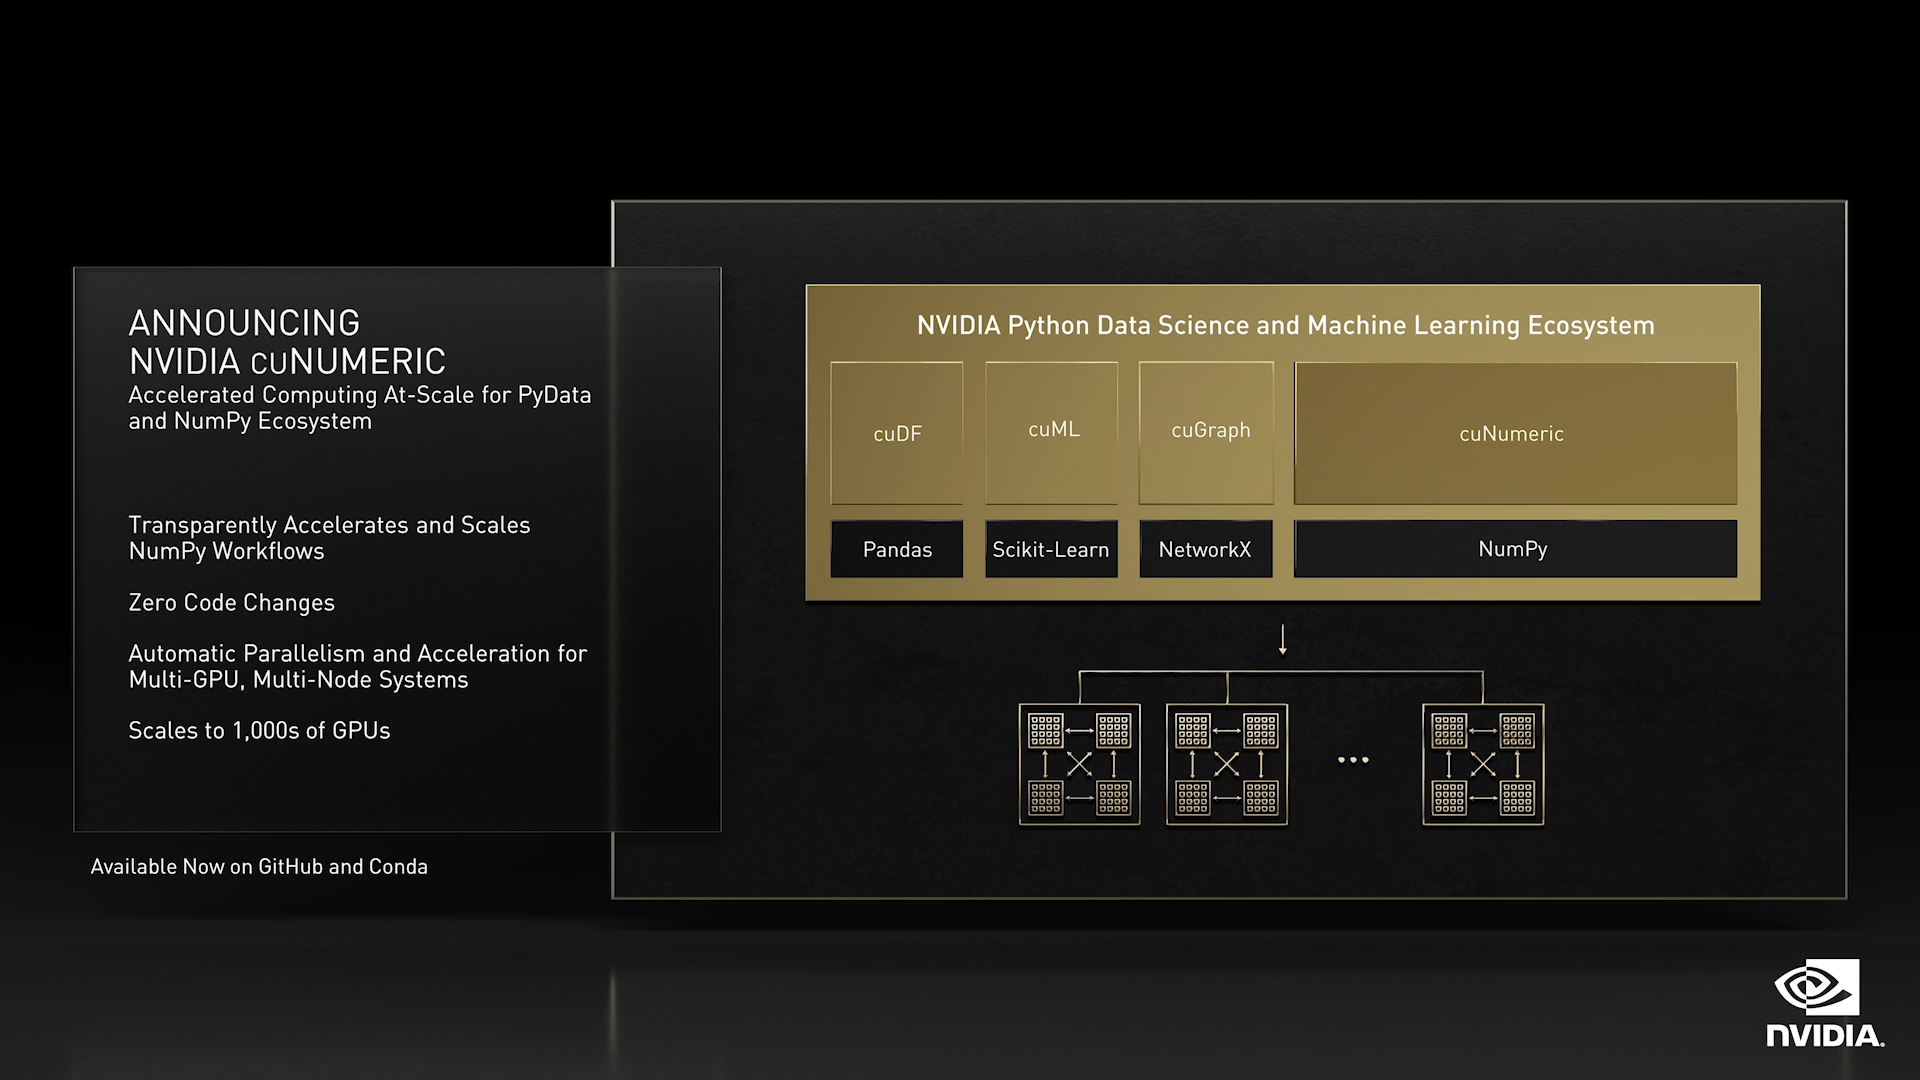 ANNOUNCING
NVIDIA CUNUMERIC
Accelerated Computing At-Scale for PyData
and NumPy Ecosystem
Transparently Accelerates and Scales
NumPy Workflows
Zero Code Changes
Automatic Parallelism and Acceleration for
Multi-GPU, Multi-Node Systems
Scales to 1,000s of GPUs
Available Now on GitHub and Conda
NVIDIA Python Data Science and Machine Learning Ecosystem
cuDF
cuML
cuGraph
cuNumeric
Pandas
Scikit-Learn
NetworkX
NumPy
...
NVIDIA.